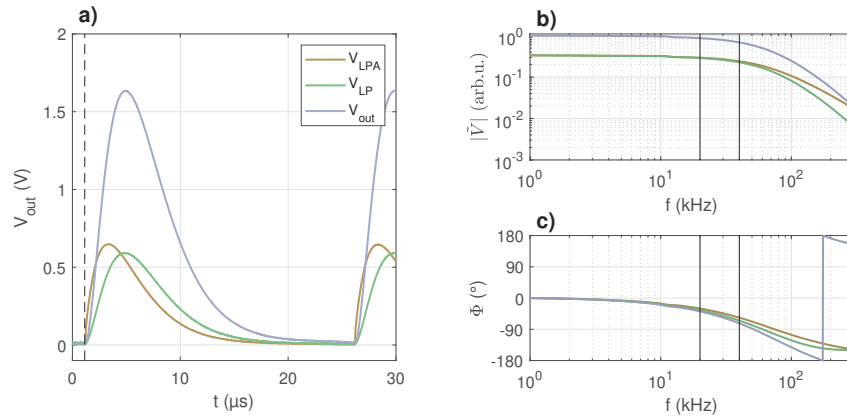 a)
2
1.5
1
0.5
0
V_out (V)
0
10
20
30
t (µs)
V_LPA
V_LP
V_out
b)
10^0
10^-1
10^-2
10^-3
|Ṽ| (arb.u.)
10^0
10^1
10^2
f (kHz)
c)
180
90
0
-90
-180
Φ (°)
10^0
10^1
10^2
f (kHz)